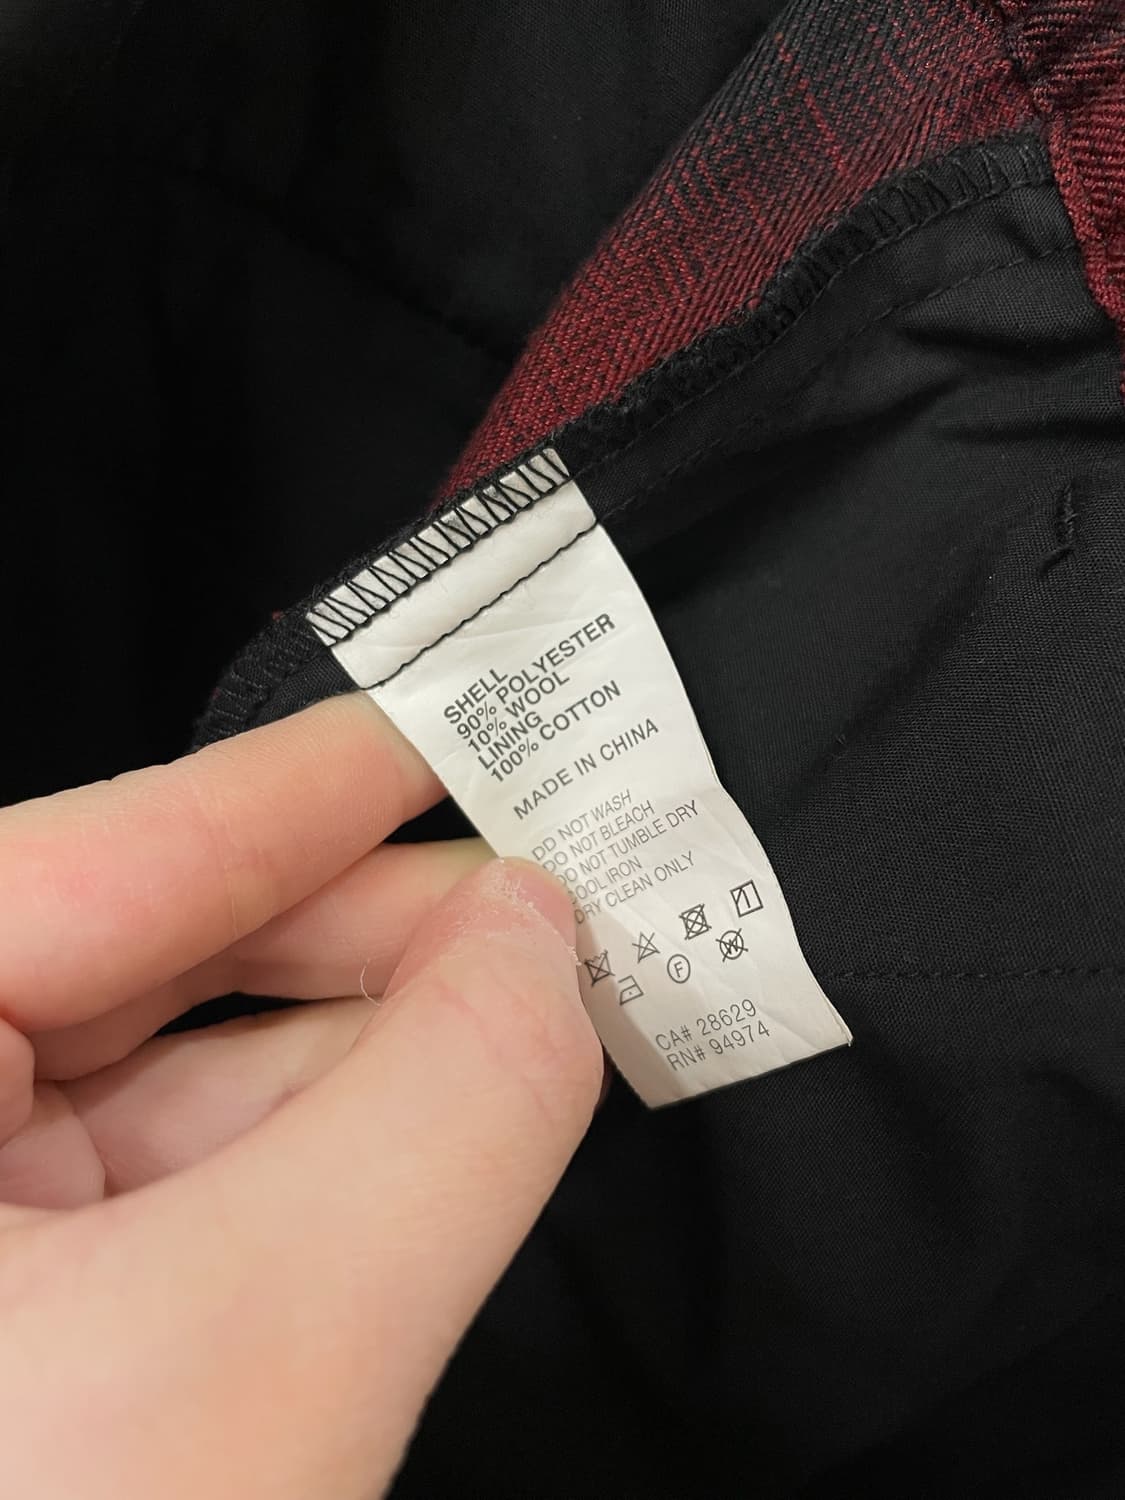 SHELL
90% POLYESTER
10% WOOL
LINING
100% COTTON
MADE IN CHINA
DO NOT WASH
DO NOT BLEACH
DO NOT TUMBLE DRY
COOL IRON
DRY CLEAN ONLY
F
W
CA# 28629
RN# 94974